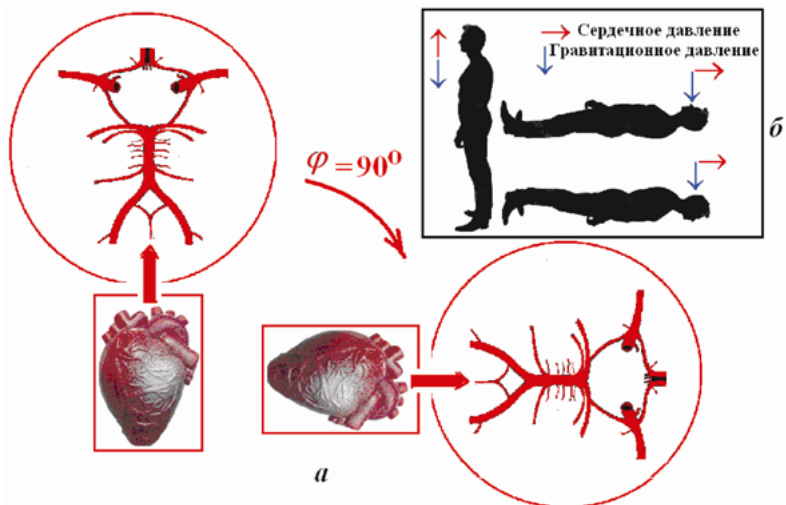 Сердечное давление
Гравитационное давление
б
φ = 90°
а